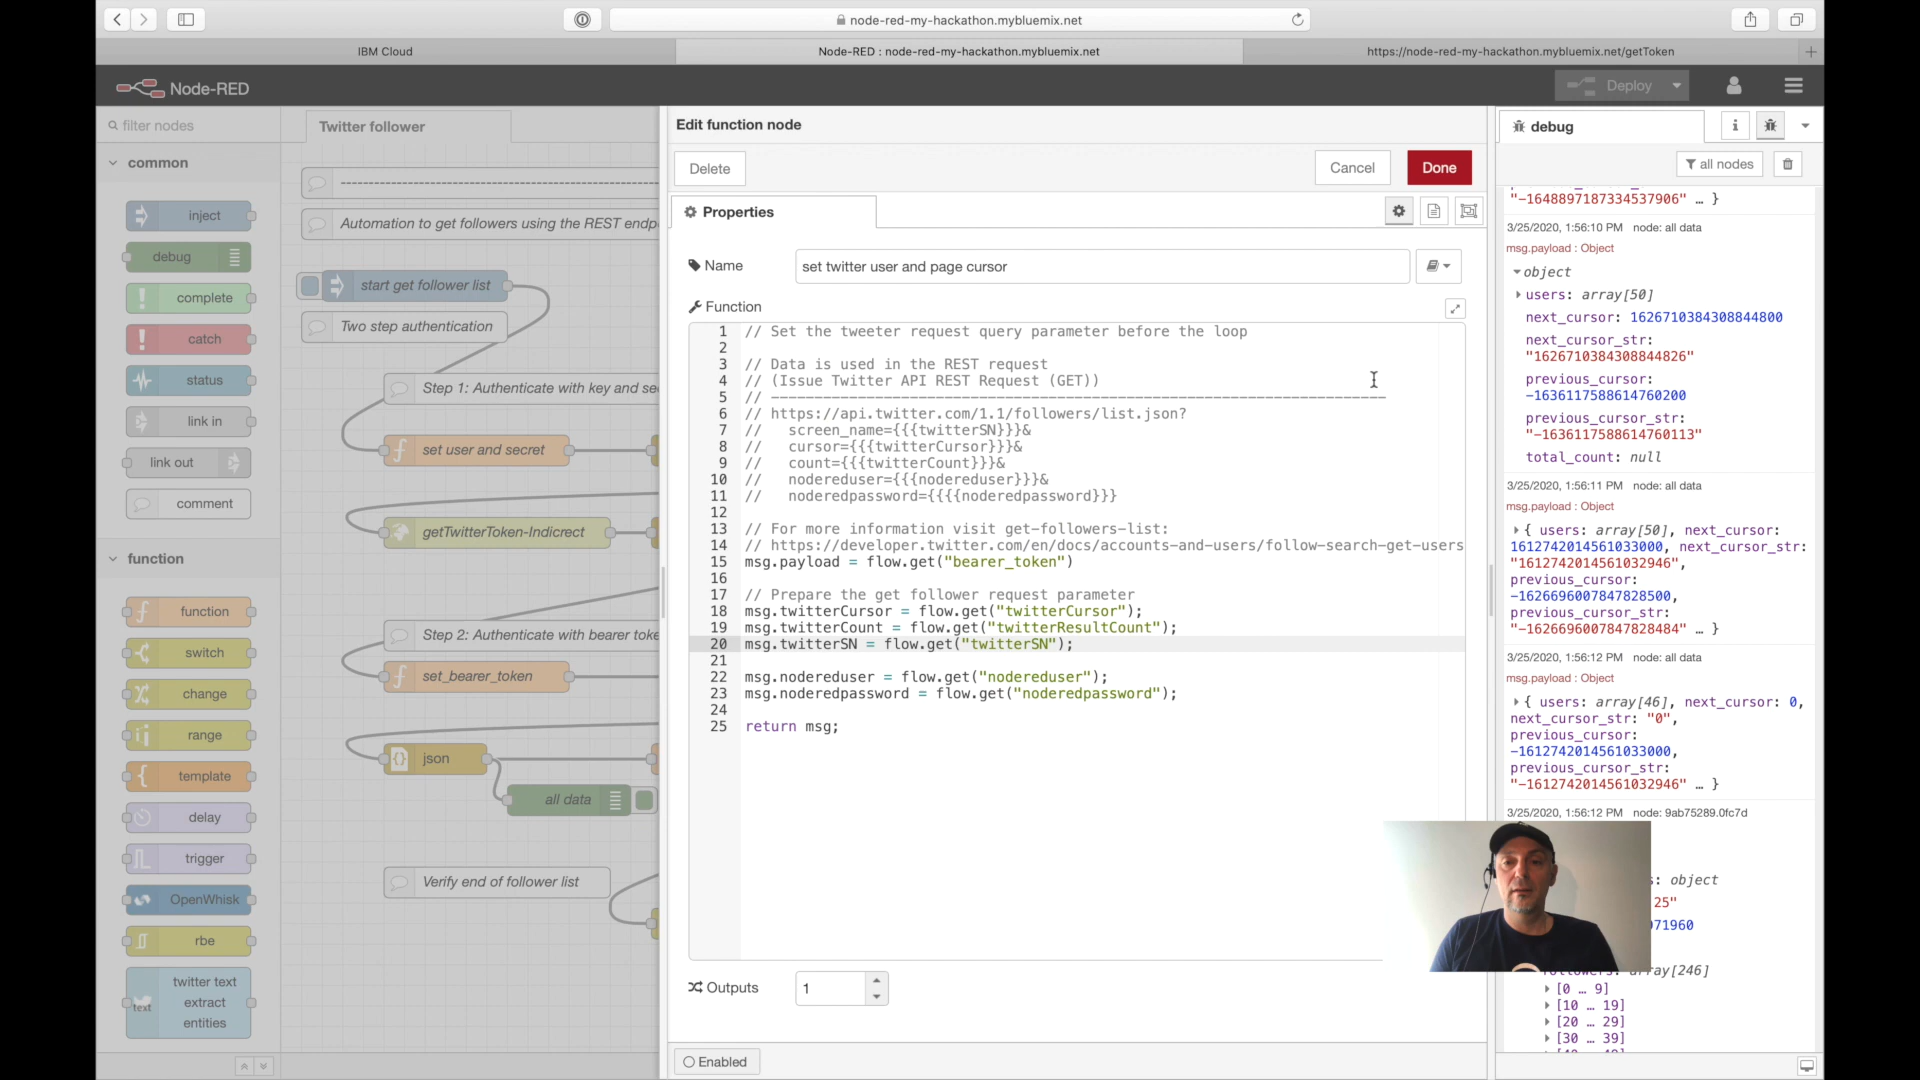 node-red-my-hackathon.mybluemix.net
IBM Cloud
Node-RED : node-red-my-hackathon.mybluemix.net
https://node-red-my-hackathon.mybluemix.net/getToken
Node-RED
Deploy
filter nodes
common
inject
debug
complete
catch
status
link in
link out
comment
function
function
switch
change
range
template
delay
trigger
OpenWhisk
rbe
text
twitter text
extract
entities
Twitter follower
Automation to get followers using the REST endp
start get follower list
Two step authentication
Step 1: Authenticate with key and se
set user and secret
getTwitterToken-Indicrect
Step 2: Authenticate with bearer toke
set_bearer_token
json
all data
Verify end of follower list
Edit function node
Delete
Cancel
Done
Properties
Name
set twitter user and page cursor
Function
1 // Set the tweeter request query parameter before the loop
2
3 // Data is used in the REST request
4 // (Issue Twitter API REST Request (GET))
5 // -----------------------------------------------------------------------
6 // https://api.twitter.com/1.1/followers/list.json?
7 //   screen_name={{{twitterSN}}}&
8 //   cursor={{{twitterCursor}}}&
9 //   count={{{twitterCount}}}&
10 //   nodereduser={{{nodereduser}}}&
11 //   noderedpassword={{{{noderedpassword}}}
12
13 // For more information visit get-followers-list:
14 // https://developer.twitter.com/en/docs/accounts-and-users/follow-search-get-users
15 msg.payload = flow.get("bearer_token")
16
17 // Prepare the get follower request parameter
18 msg.twitterCursor = flow.get("twitterCursor");
19 msg.twitterCount = flow.get("twitterResultCount");
20 msg.twitterSN = flow.get("twitterSN");
21
22 msg.nodereduser = flow.get("nodereduser");
23 msg.noderedpassword = flow.get("noderedpassword");
24
25 return msg;
Outputs
1
Enabled
debug
i
all nodes
"-1648897187334537906" … }
3/25/2020, 1:56:10 PM node: all data
msg.payload : Object
object
users: array[50]
next_cursor: 1626710384308844800
next_cursor_str:
"1626710384308844826"
previous_cursor:
-1636117588614760200
previous_cursor_str:
"-1636117588614760113"
total_count: null
3/25/2020, 1:56:11 PM node: all data
msg.payload : Object
{ users: array[50], next_cursor:
1612742014561033000, next_cursor_str:
"1612742014561032946",
previous_cursor:
-1626696007847828500,
previous_cursor_str:
"-1626696007847828484" … }
3/25/2020, 1:56:12 PM node: all data
msg.payload : Object
{ users: array[46], next_cursor: 0,
next_cursor_str: "0",
previous_cursor:
-1612742014561033000,
previous_cursor_str:
"-1612742014561032946" … }
3/25/2020, 1:56:12 PM node: 9ab75289.0fc7d
: object
25"
71960
followers: array[246]
[0 … 9]
[10 … 19]
[20 … 29]
[30 … 39]